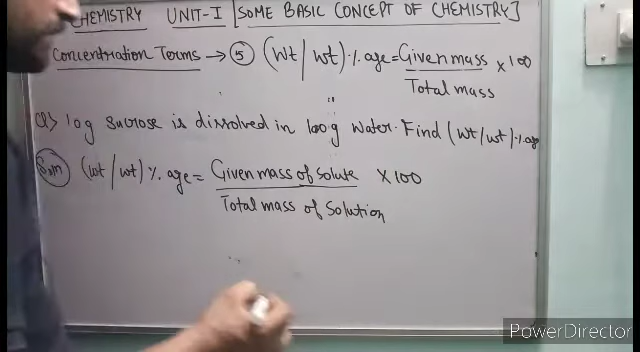 CHEMISTRY UNIT-I [SOME BASIC CONCEPT OF CHEMISTRY]
Concentration Terms → ⑤ (Wt/wt)%age = Given mass / Total mass × 100
Q> 10g Sucrose is dissolved in 100g water. Find (wt/wt)%age
Soln (wt/wt)%age = Given mass of solute / Total mass of Solution × 100
PowerDirector